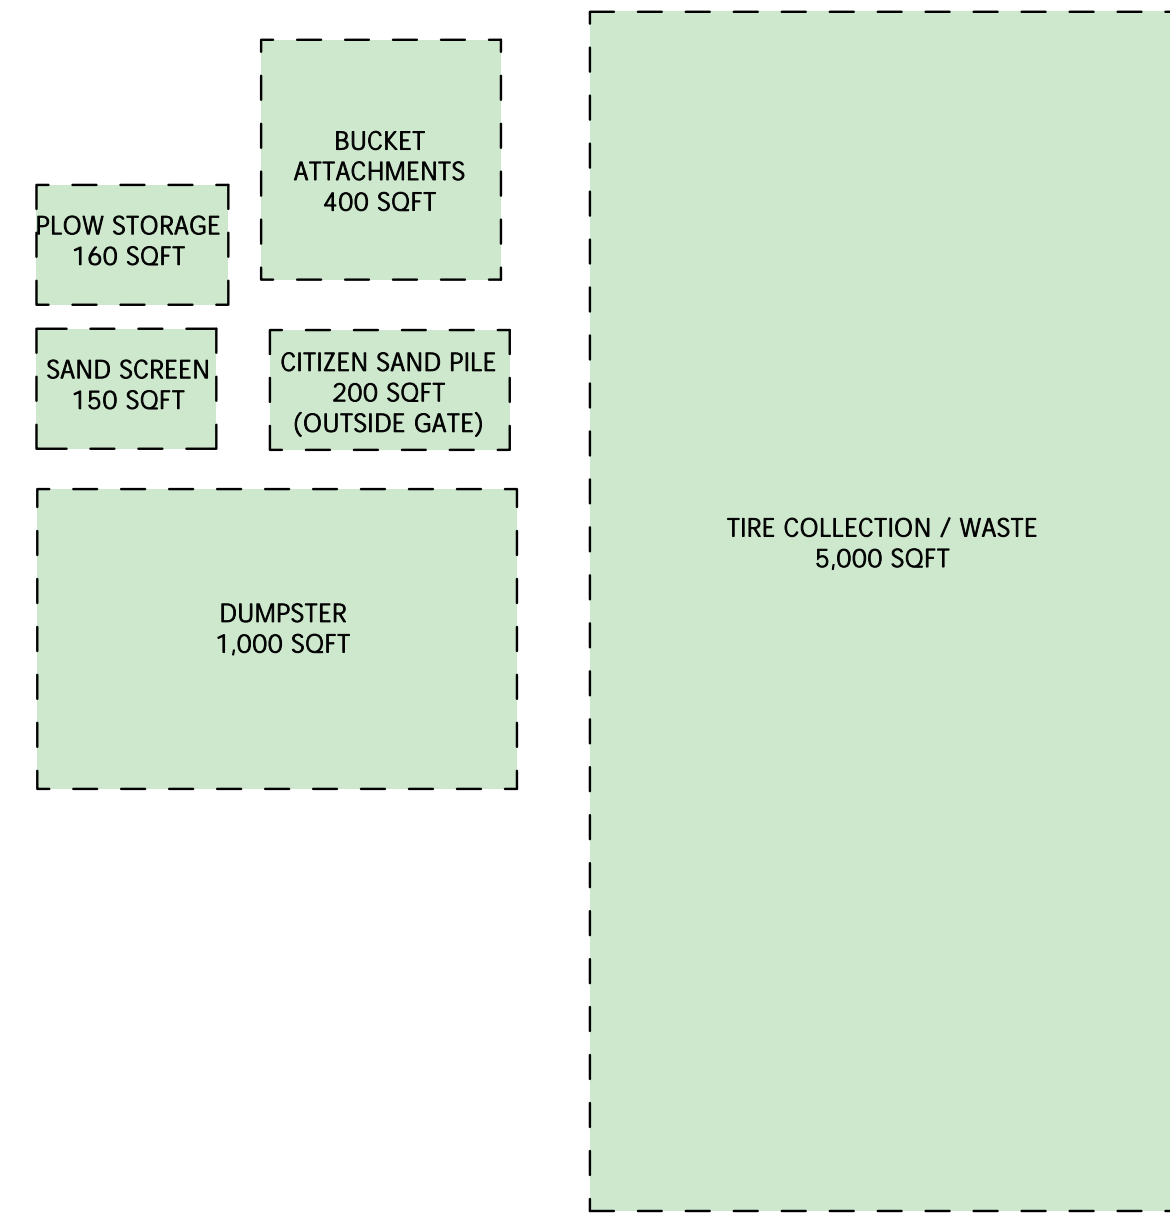 BUCKET
ATTACHMENTS
400 SQFT
PLOW STORAGE
160 SQFT
SAND SCREEN
150 SQFT
CITIZEN SAND PILE
200 SQFT
(OUTSIDE GATE)
DUMPSTER
1,000 SQFT
TIRE COLLECTION / WASTE
5,000 SQFT